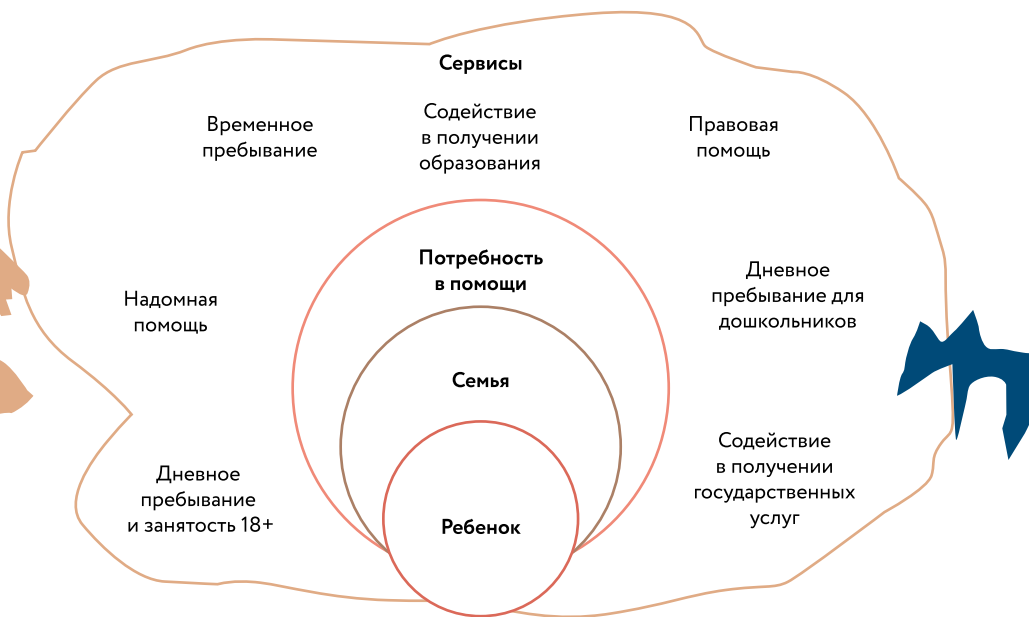 Сервисы
Временное
пребывание
Содействие
в получении
образования
Правовая
помощь
Потребность
в помощи
Надомная
помощь
Дневное
пребывание для
дошкольников
Семья
Дневное
пребывание
и занятость 18+
Содействие
в получении
государственных
услуг
Ребенок